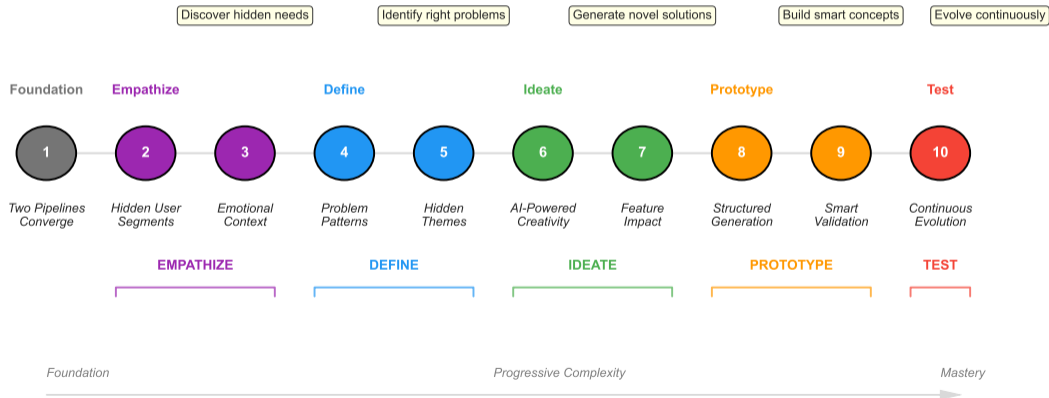 Discover hidden needs
Identify right problems
Generate novel solutions
Build smart concepts
Evolve continuously
Foundation
Empathize
Define
Ideate
Prototype
Test
1
2
3
4
5
6
7
8
9
10
Two Pipelines
Converge
Hidden User
Segments
Emotional
Context
Problem
Patterns
Hidden
Themes
AI-Powered
Creativity
Feature
Impact
Structured
Generation
Smart
Validation
Continuous
Evolution
EMPATHIZE
DEFINE
IDEATE
PROTOTYPE
TEST
Foundation
Progressive Complexity
Mastery